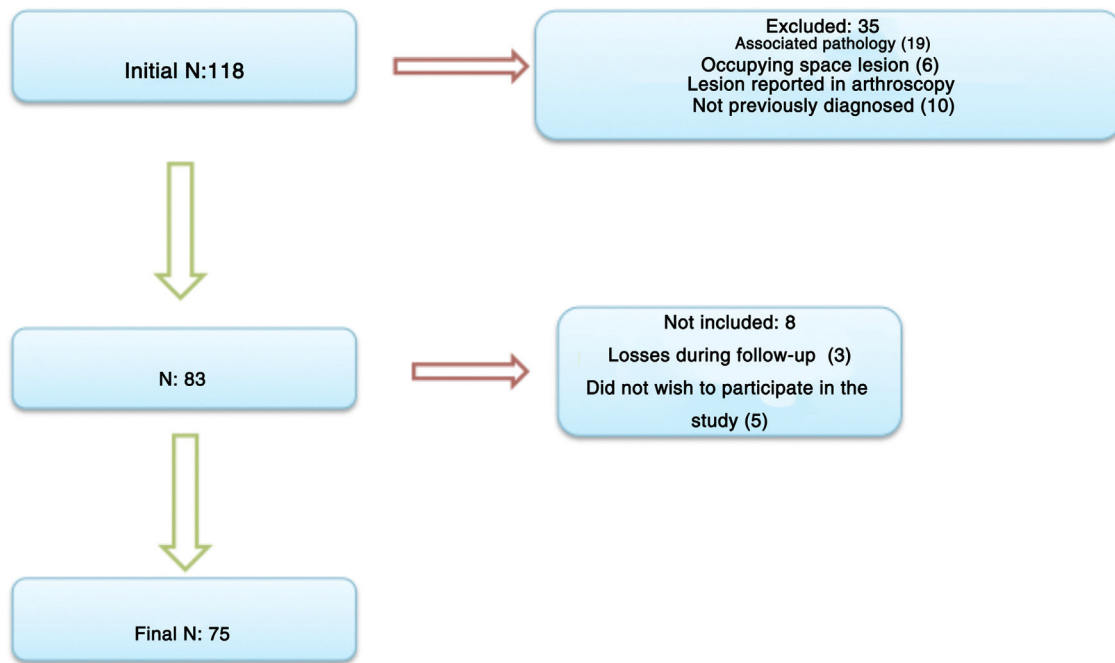 Initial N:118
Excluded: 35
Associated pathology (19)
Occupying space lesion (6)
Lesion reported in arthroscopy
Not previously diagnosed (10)
N: 83
Not included: 8
Losses during follow-up (3)
Did not wish to participate in the
study (5)
Final N: 75